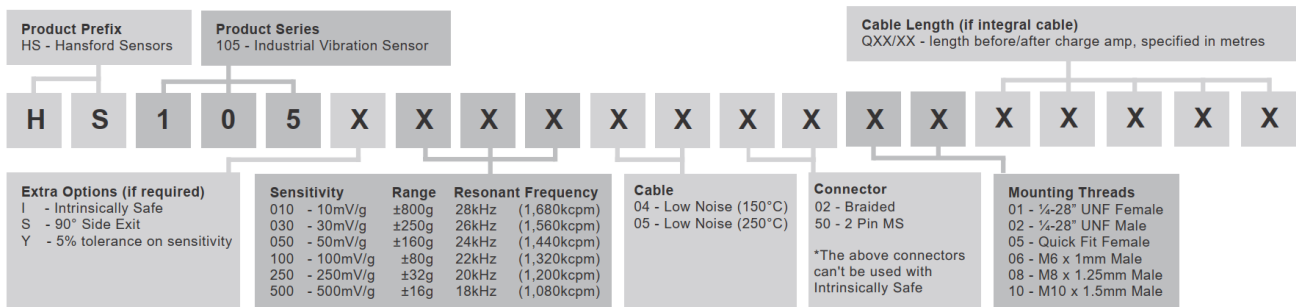 Product Prefix
HS - Hansford Sensors
Product Series
105 - Industrial Vibration Sensor
Cable Length (if integral cable)
QXX/XX - length before/after charge amp, specified in metres
H S 1 0 5 X X X X X X X X X X X X X X X
Extra Options (if required)
I - Intrinsically Safe
S - 90° Side Exit
Y - 5% tolerance on sensitivity
Sensitivity Range Resonant Frequency
010 - 10mV/g ±800g 28kHz (1,680kcpm)
030 - 30mV/g ±250g 26kHz (1,560kcpm)
050 - 50mV/g ±160g 24kHz (1,440kcpm)
100 - 100mV/g ±80g 22kHz (1,320kcpm)
250 - 250mV/g ±32g 20kHz (1,200kcpm)
500 - 500mV/g ±16g 18kHz (1,080kcpm)
Cable
04 - Low Noise (150°C)
05 - Low Noise (250°C)
Connector
02 - Braided
50 - 2 Pin MS
*The above connectors
can't be used with
Intrinsically Safe
Mounting Threads
01 - ¼-28” UNF Female
02 - ¼-28” UNF Male
05 - Quick Fit Female
06 - M6 x 1mm Male
08 - M8 x 1.25mm Male
10 - M10 x 1.5mm Male